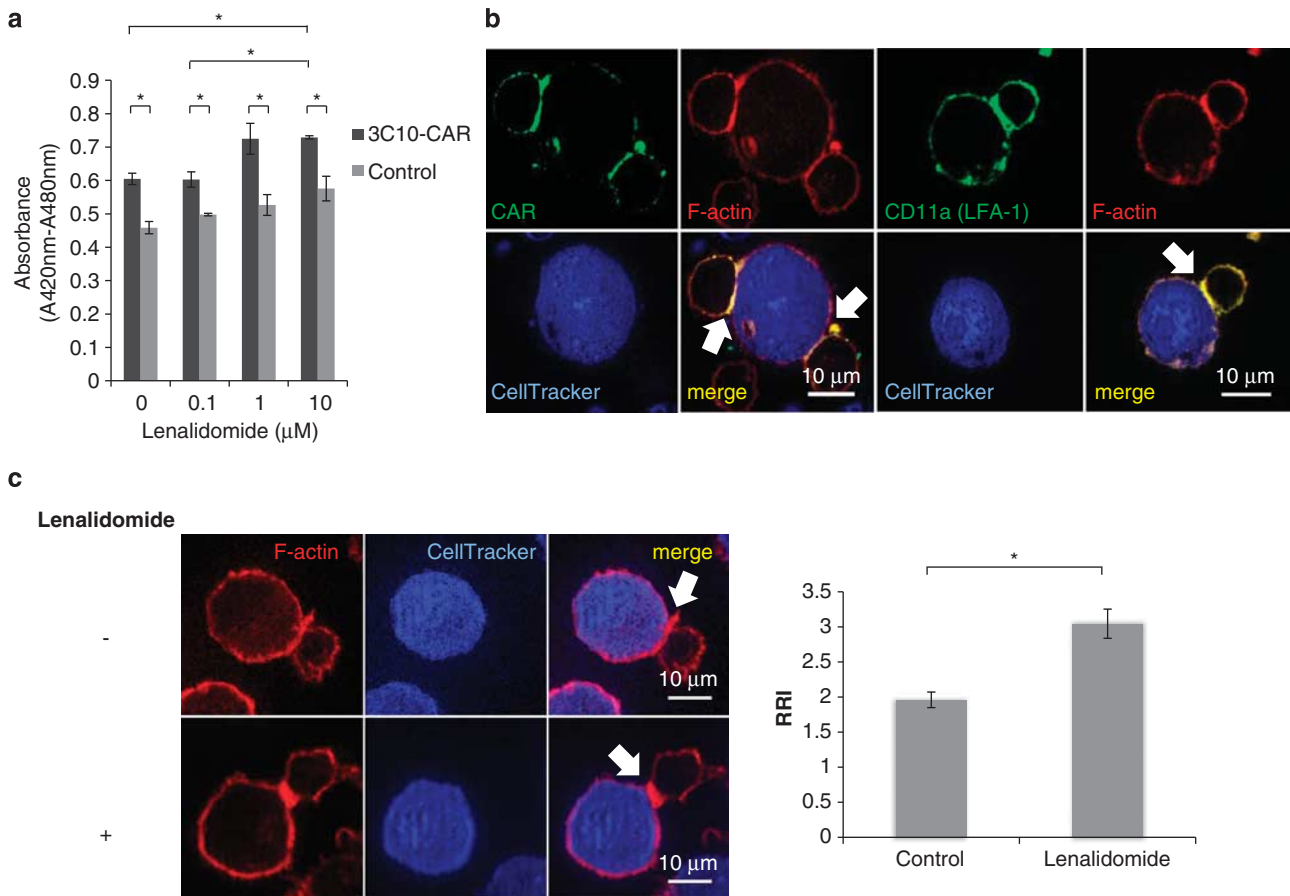 a
*
*
* * * *
0.9
0.8
0.7
0.6
0.5
0.4
0.3
0.2
0.1
0
Absorbance
(A420nm-A480nm)
0 0.1 1 10
Lenalidomide (μM)
3C10-CAR
Control
b
CAR F-actin CD11a (LFA-1) F-actin
CellTracker merge CellTracker merge
10 μm 10 μm
c
Lenalidomide
F-actin CellTracker merge
-
10 μm
+
10 μm
*
3.5
3
2.5
2
1.5
1
0.5
0
RRI
Control Lenalidomide